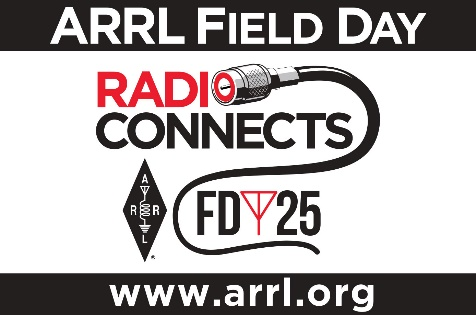 ARRL FIELD DAY
RADIO
CONNECTS
A
R R
L
FD 25
www.arrl.org